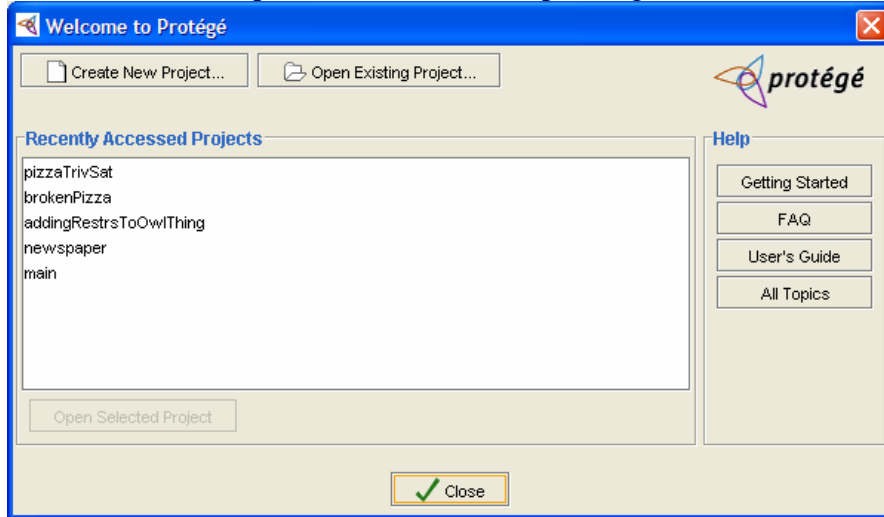 Welcome to Protégé
Create New Project...
Open Existing Project...
protégé
Recently Accessed Projects
pizzaTrivSat
brokenPizza
addingRestrsToOwlThing
newspaper
main
Open Selected Project
Help
Getting Started
FAQ
User's Guide
All Topics
Close